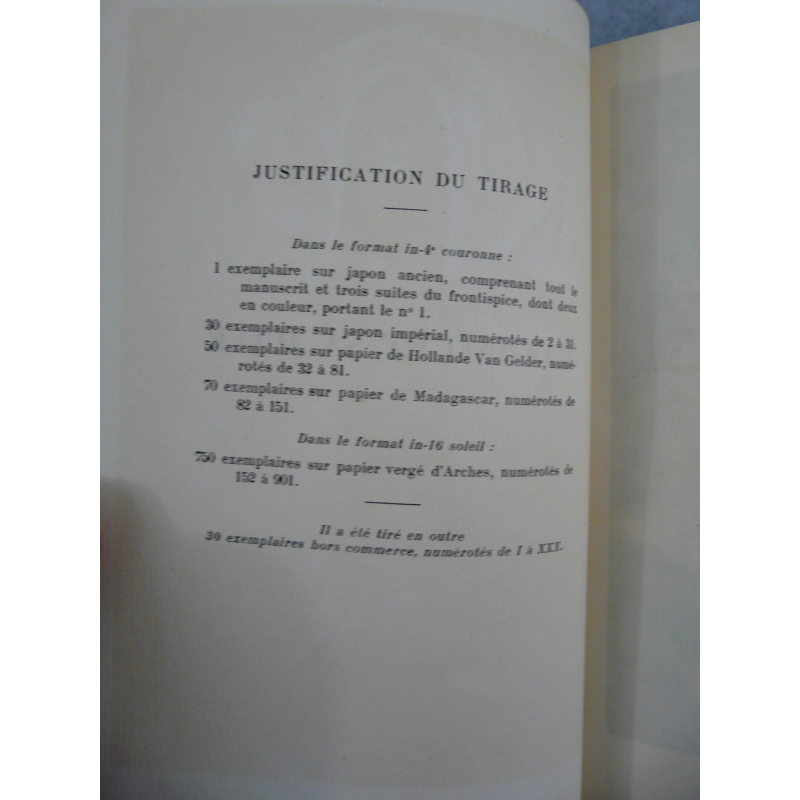 JUSTIFICATION DU TIRAGE
Dans le format in-4° couronne :
1 exemplaire sur japon ancien, comprenant tout le
manuscrit et trois suites du frontispice, dont deux
en couleur, portant le n° 1.
30 exemplaires sur japon impérial, numérotés de 2 à 31.
50 exemplaires sur papier de Hollande Van Gelder, numé-
rotés de 32 à 81.
70 exemplaires sur papier de Madagascar, numérotés de
82 à 151.
Dans le format in-16 soleil :
750 exemplaires sur papier vergé d'Arches, numérotés de
152 à 901.
Il a été tiré en outre
30 exemplaires hors commerce, numérotés de I à XXX.